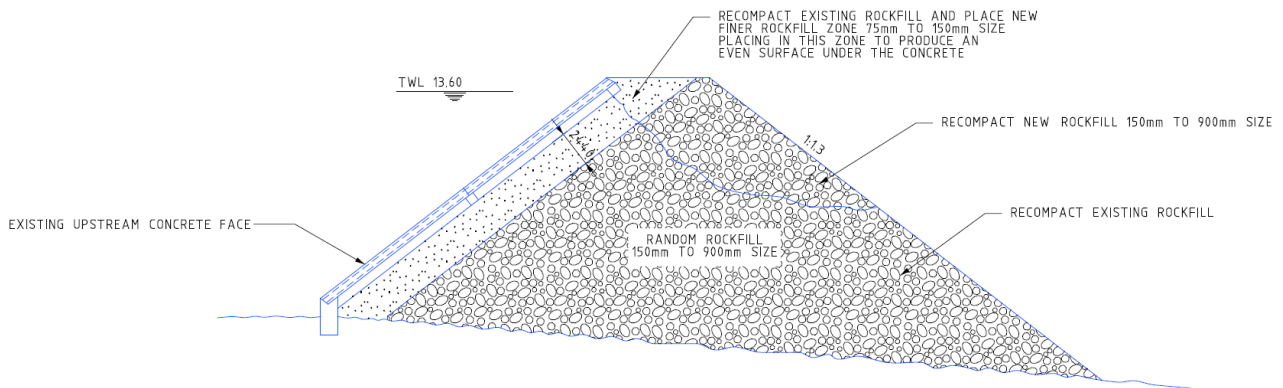 RECOMPACT EXISTING ROCKFILL AND PLACE NEW
FINER ROCKFILL ZONE 75mm TO 150mm SIZE
PLACING IN THIS ZONE TO PRODUCE AN
EVEN SURFACE UNDER THE CONCRETE
TWL 13.60
RECOMPACT NEW ROCKFILL 150mm TO 900mm SIZE
1:1.3
2440
EXISTING UPSTREAM CONCRETE FACE
RECOMPACT EXISTING ROCKFILL
RANDOM ROCKFILL
150mm TO 900mm SIZE